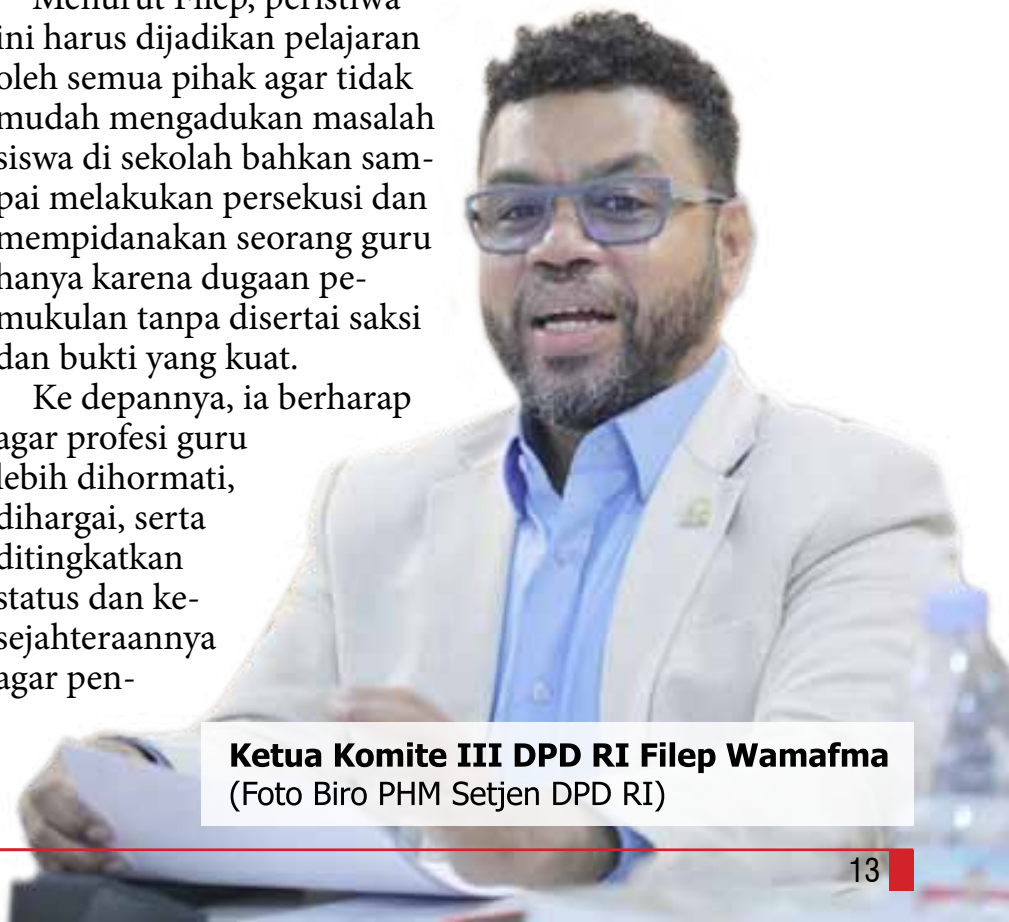 Menurut Filep, peristiwa
ini harus dijadikan pelajaran
oleh semua pihak agar tidak
mudah mengadukan masalah
siswa di sekolah bahkan sam-
pai melakukan persekusi dan
mempidanakan seorang guru
hanya karena dugaan pe-
mukulan tanpa disertai saksi
dan bukti yang kuat.
Ke depannya, ia berharap
agar profesi guru
lebih dihormati,
dihargai, serta
ditingkatkan
status dan ke-
sejahteraannya
agar pen-
Ketua Komite III DPD RI Filep Wamafma
(Foto Biro PHM Setjen DPD RI)
13